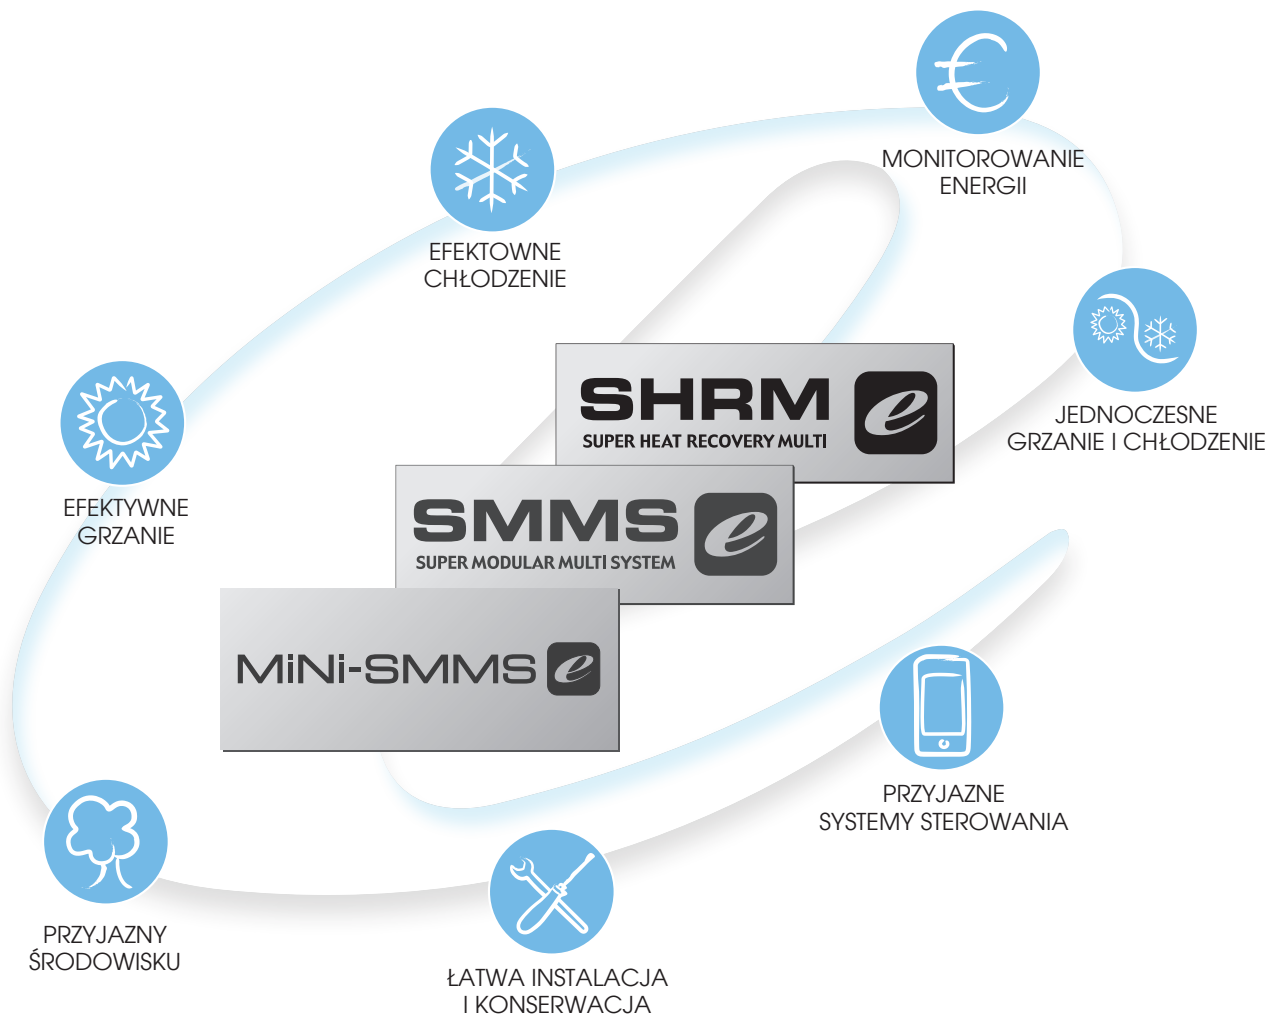 MONITOROWANIE
ENERGII
EFEKTOWNE
CHŁODZENIE
JEDNOCZESNE
GRZANIE I CHŁODZENIE
SHRM e
SUPER HEAT RECOVERY MULTI
EFEKTYWNE
GRZANIE
SMMS e
SUPER MODULAR MULTI SYSTEM
MiNi-SMMS e
PRZYJAZNE
SYSTEMY STEROWANIA
PRZYJAZNY
ŚRODOWISKU
ŁATWA INSTALACJA
I KONSERWACJA